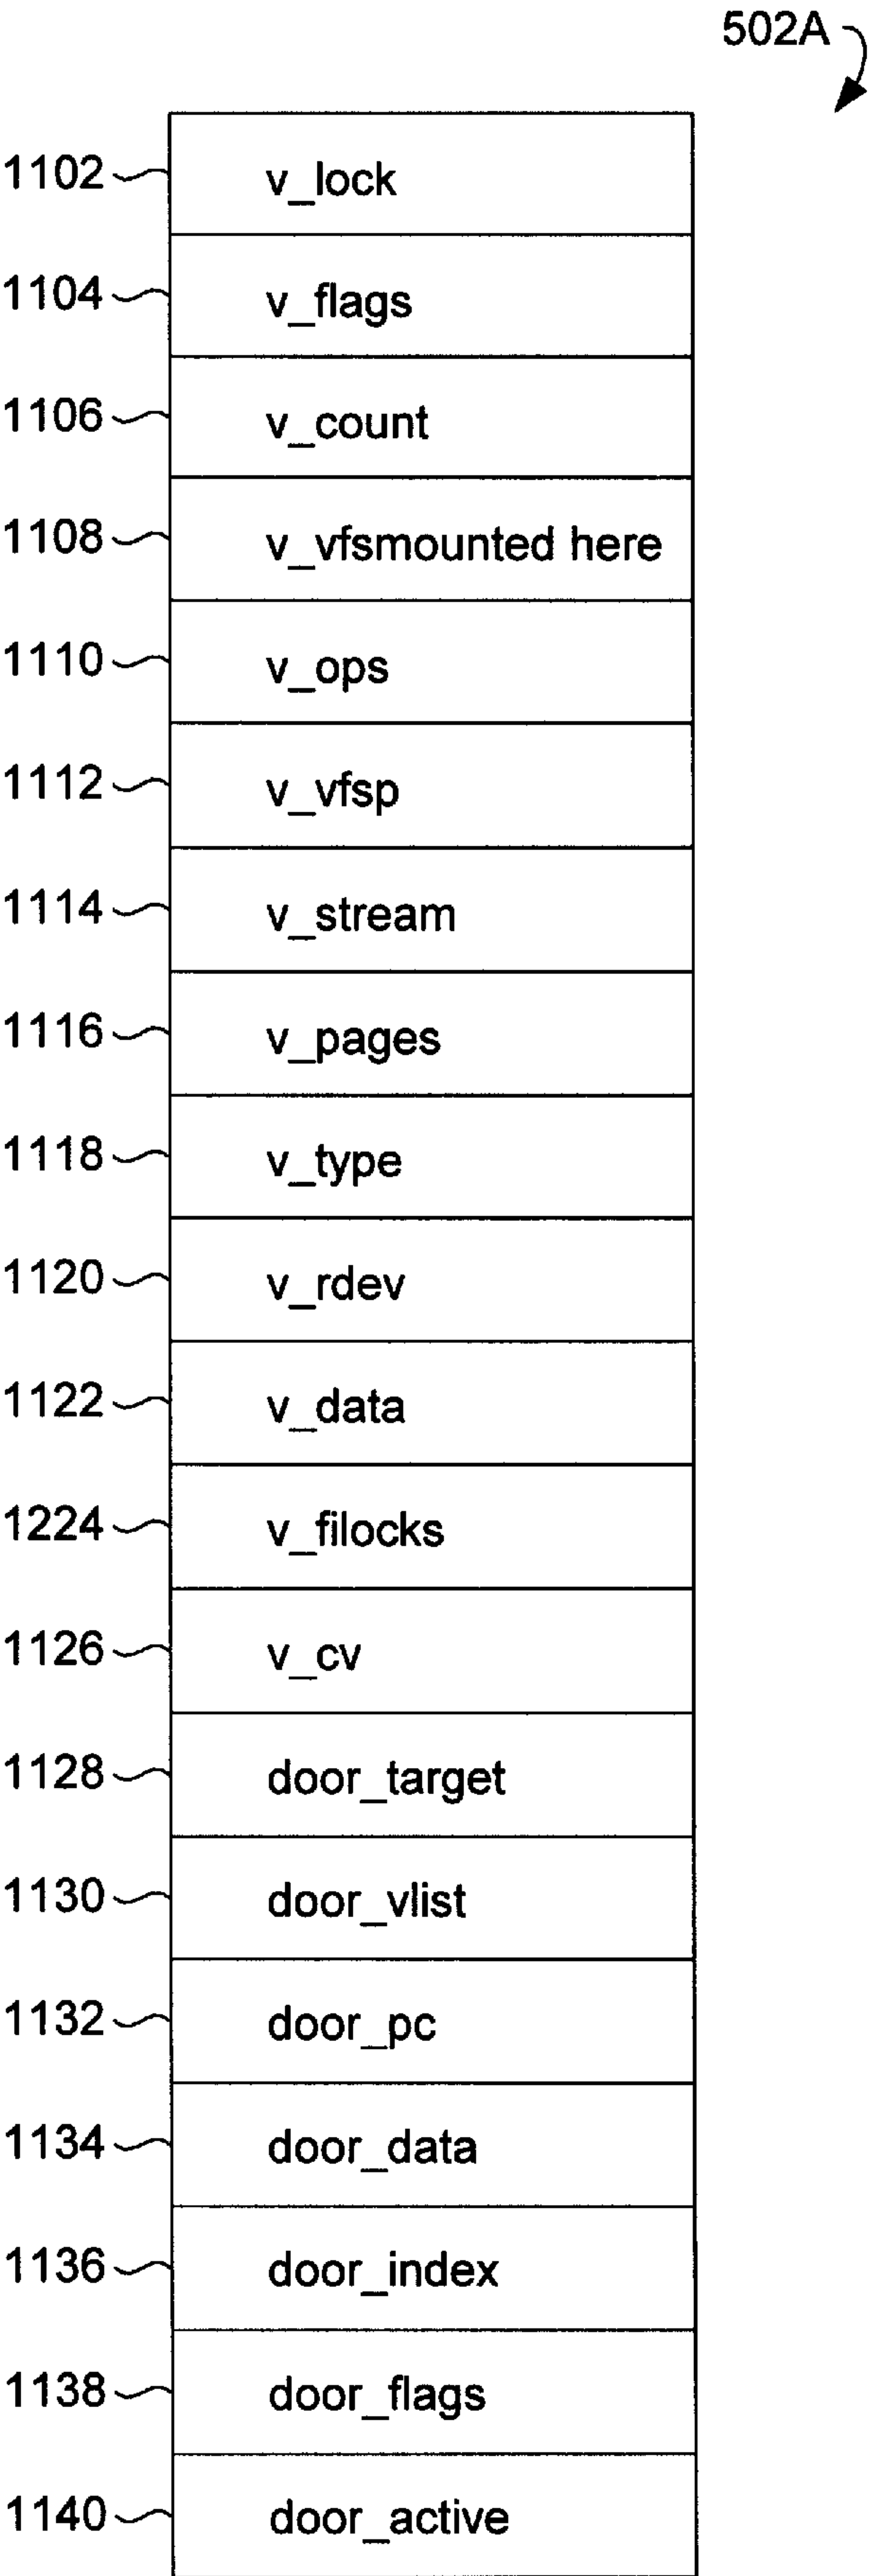 502A
1102 v_lock
1104 v_flags
1106 v_count
1108 v_vfsmounted here
1110 v_ops
1112 v_vfsp
1114 v_stream
1116 v_pages
1118 v_type
1120 v_rdev
1122 v_data
1224 v_filocks
1126 v_cv
1128 door_target
1130 door_vlist
1132 door_pc
1134 door_data
1136 door_index
1138 door_flags
1140 door_active